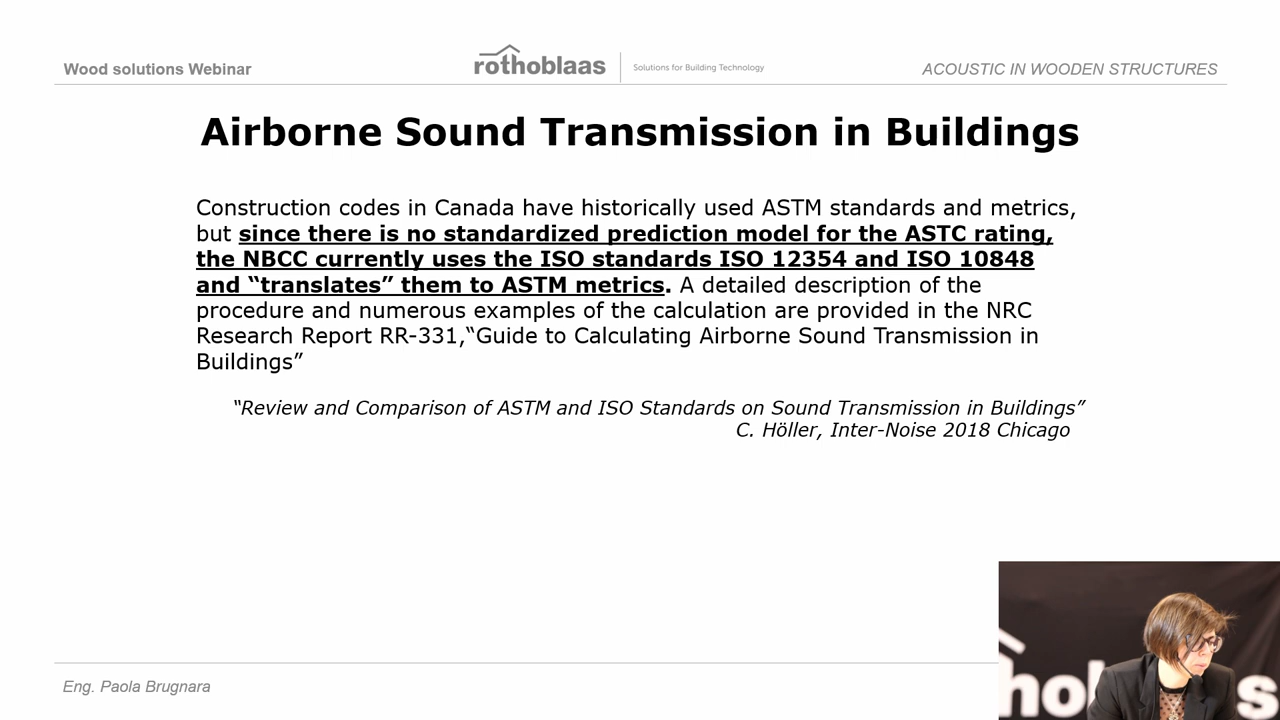 Wood solutions Webinar
rothoblaas
Solutions for Building Technology
ACOUSTIC IN WOODEN STRUCTURES
Airborne Sound Transmission in Buildings
Construction codes in Canada have historically used ASTM standards and metrics,
but since there is no standardized prediction model for the ASTC rating,
the NBCC currently uses the ISO standards ISO 12354 and ISO 10848
and “translates” them to ASTM metrics. A detailed description of the
procedure and numerous examples of the calculation are provided in the NRC
Research Report RR-331,“Guide to Calculating Airborne Sound Transmission in
Buildings”
“Review and Comparison of ASTM and ISO Standards on Sound Transmission in Buildings”
C. Höller, Inter-Noise 2018 Chicago
Eng. Paola Brugnara